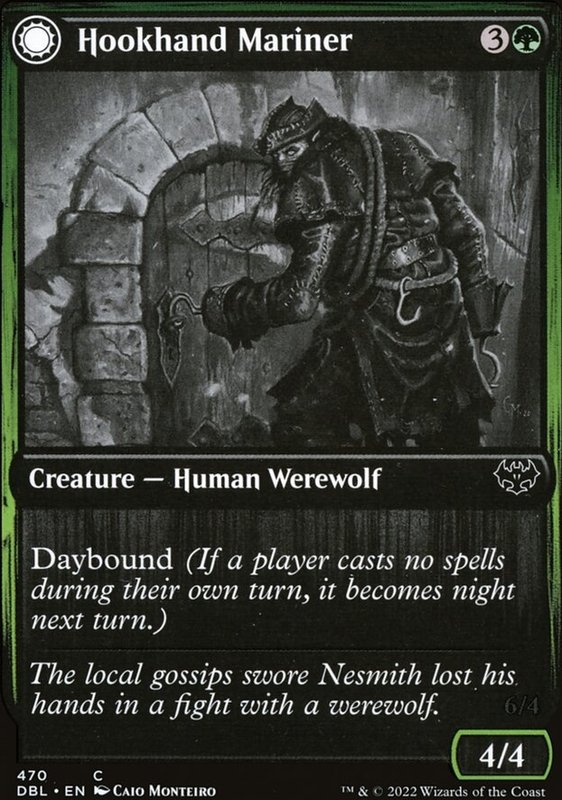 Hookhand Mariner 3
Creature — Human Werewolf
Daybound (If a player casts no spells
during their own turn, it becomes night
next turn.)
The local gossips swore Nesmith lost his
hands in a fight with a werewolf.
6/4
4/4
470 C
DBL • EN Caio Monteiro
™ & © 2022 Wizards of the Coast